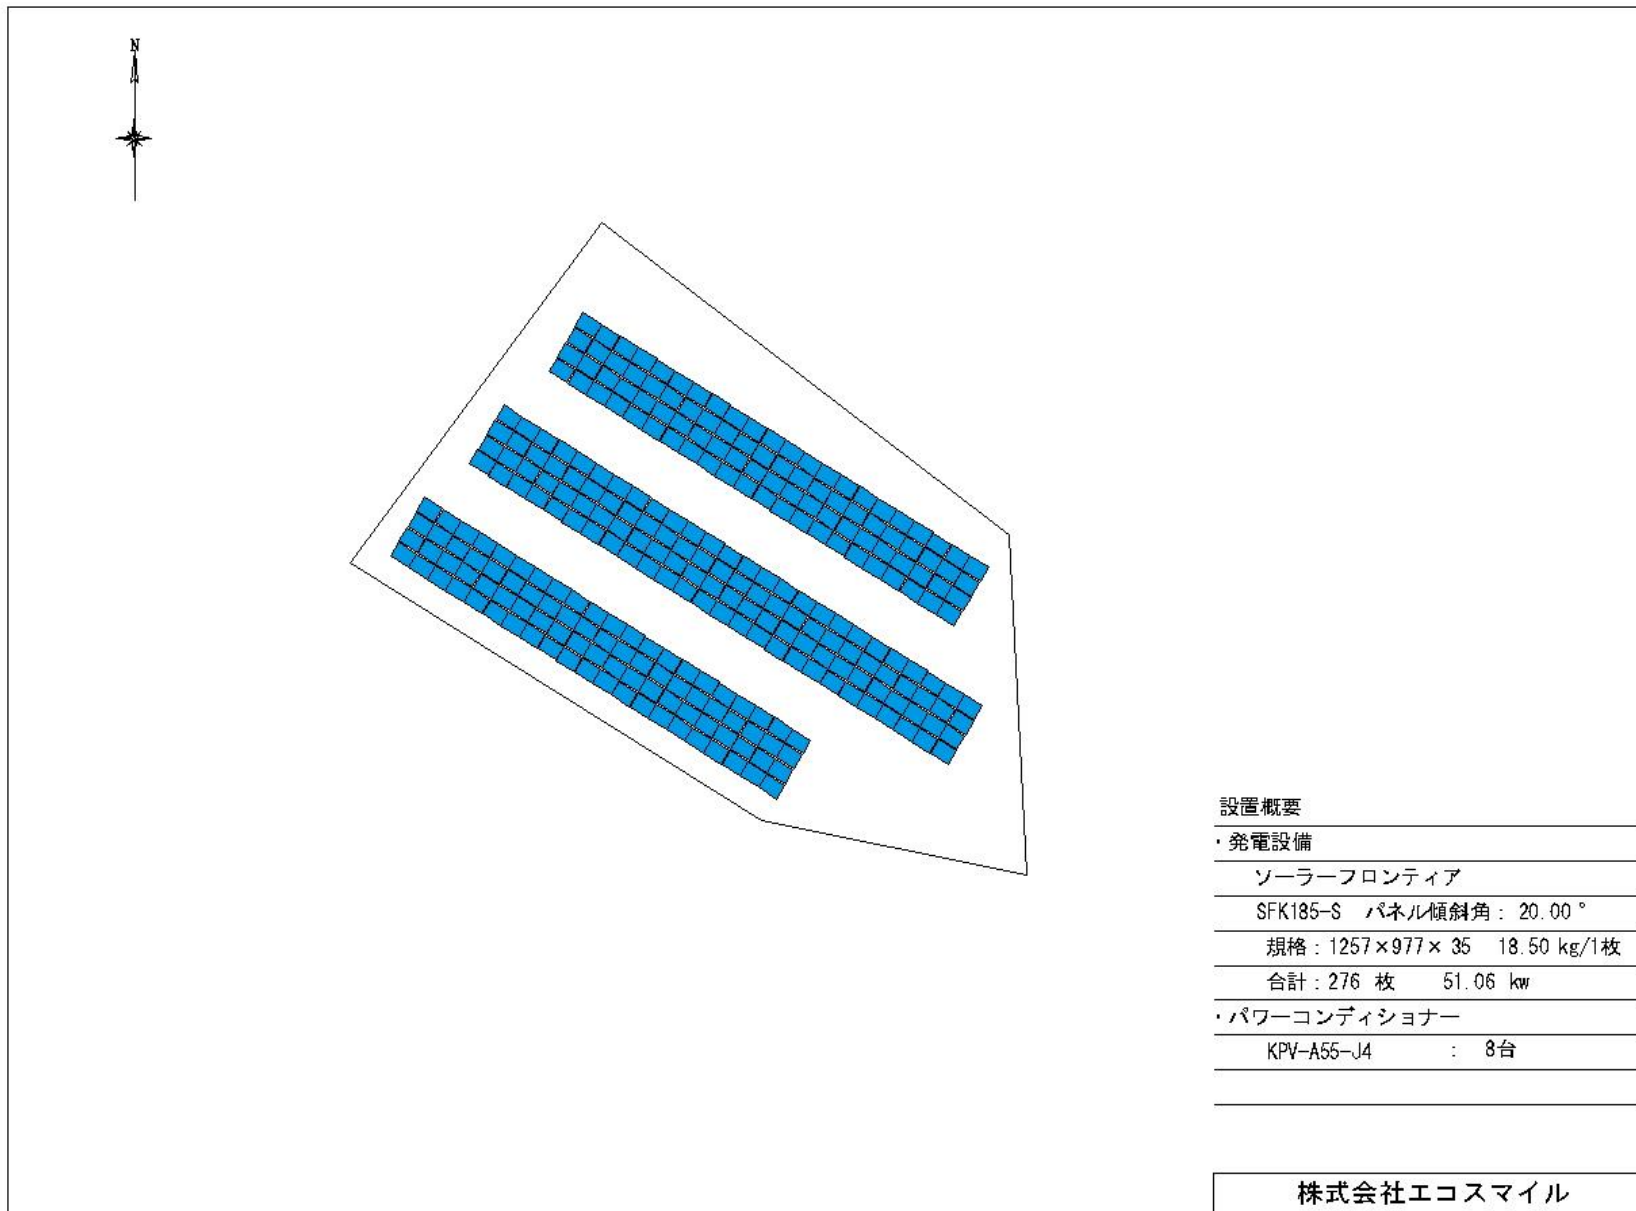 N
設置概要
・発電設備
ソーラーフロンティア
SFK185-S パネル傾斜角：20.00°
規格：1257×977×35 18.50 kg/1枚
合計：276 枚 51.06 kw
・パワーコンディショナー
KPV-A55-J4 ： 8台
株式会社エコスマイル